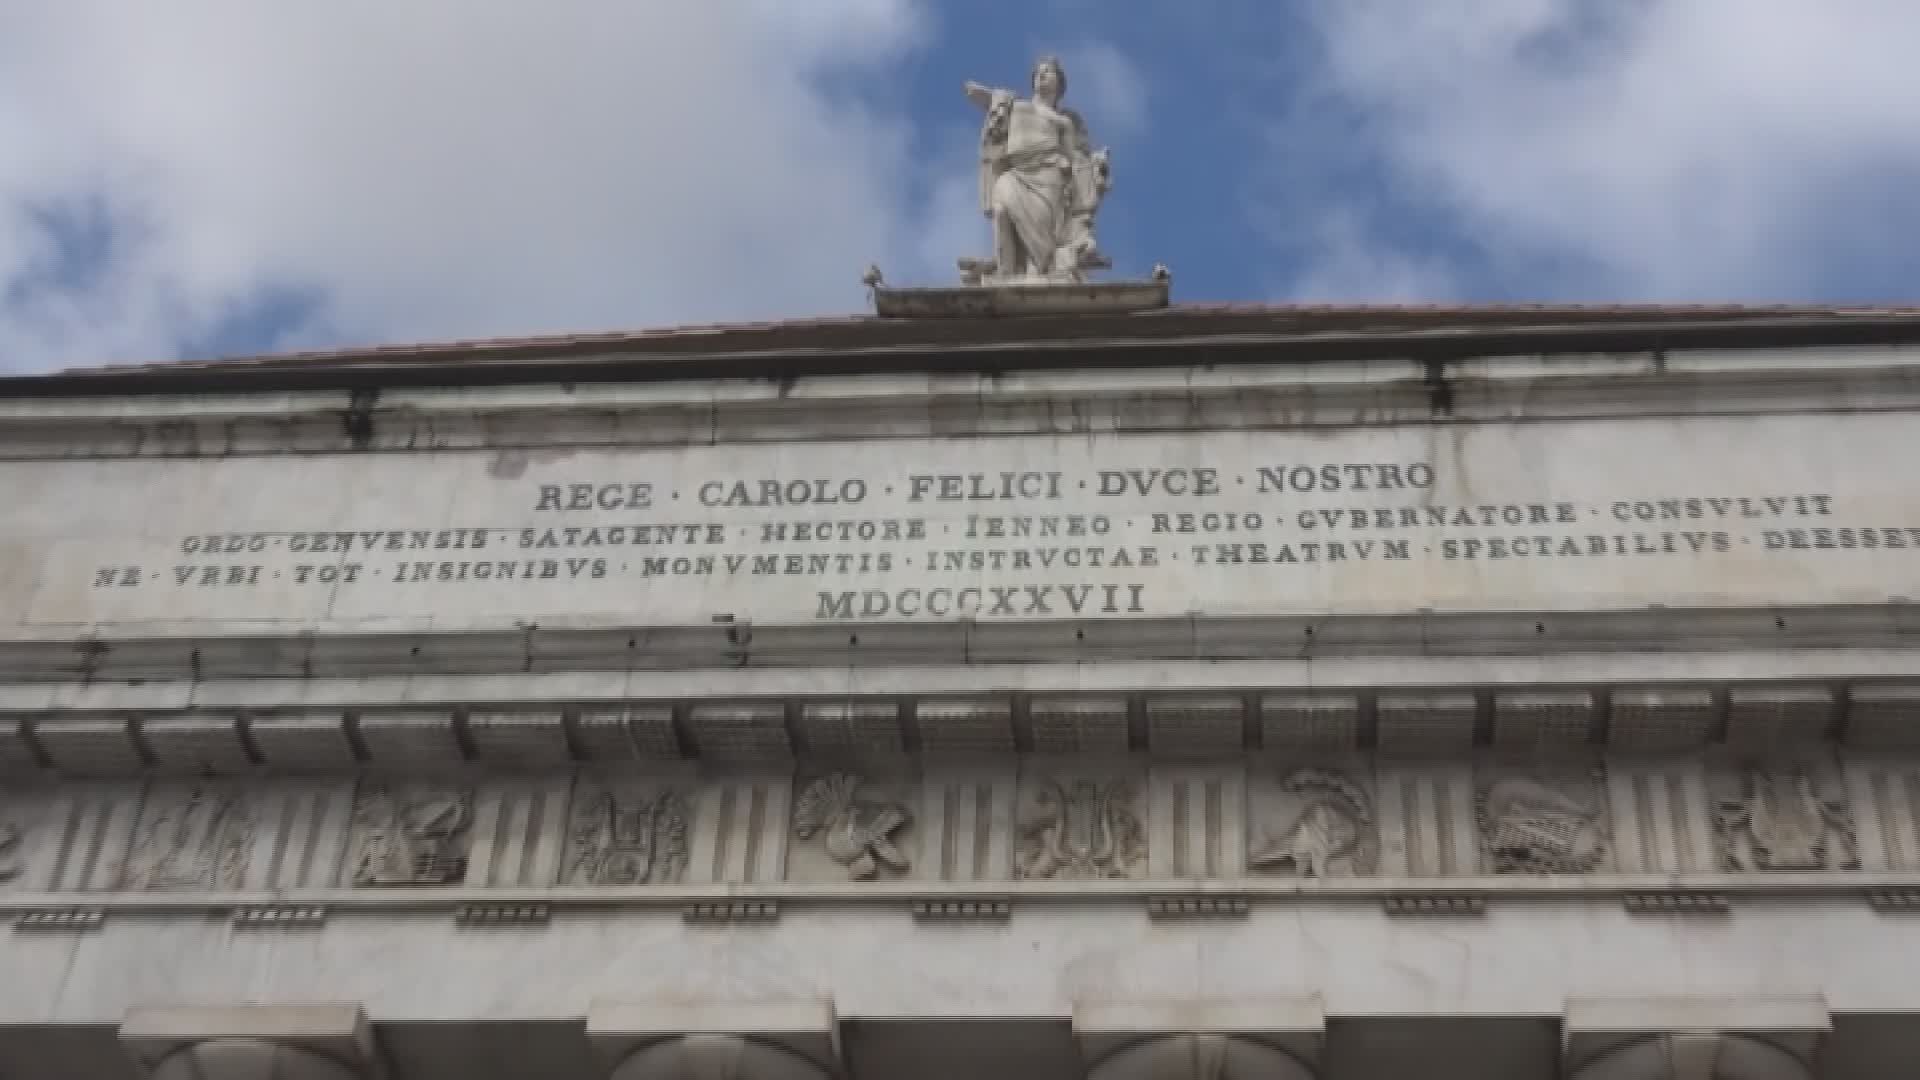 REGE · CAROLO · FELICI · DVCE · NOSTRO
ORDO · GENVENSIS · SATAGENTE · HECTORE · IENNEO · REGIO · GVBERNATORE · CONSVLVIT
NE · VRBI · TOT · INSIGNIBVS · MONVMENTIS · INSTRVCTAE · THEATRVM · SPECTABILIVS · DEESSET
MDCCCXXVII